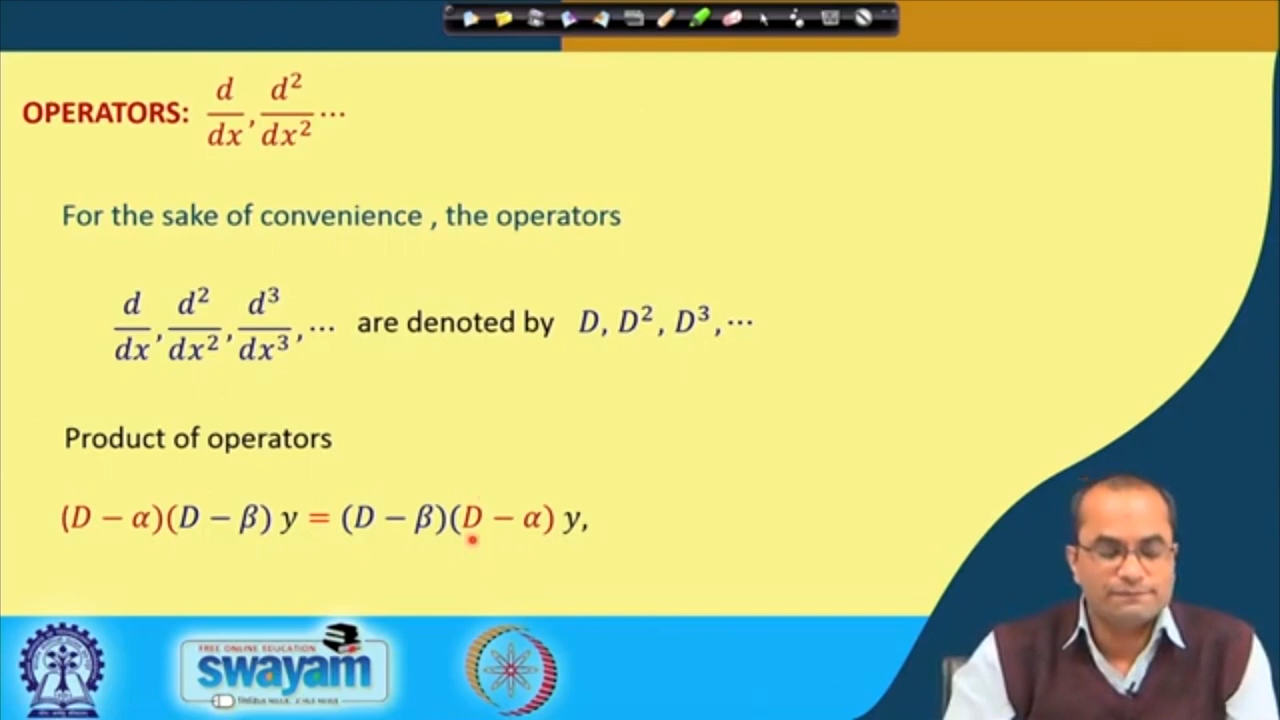 OPERATORS: d/dx, d²/dx² ⋯
For the sake of convenience , the operators
d/dx, d²/dx², d³/dx³, ⋯ are denoted by D, D², D³, ⋯
Product of operators
(D − α)(D − β) y = (D − β)(D − α) y,
FREE ONLINE EDUCATION
swayam